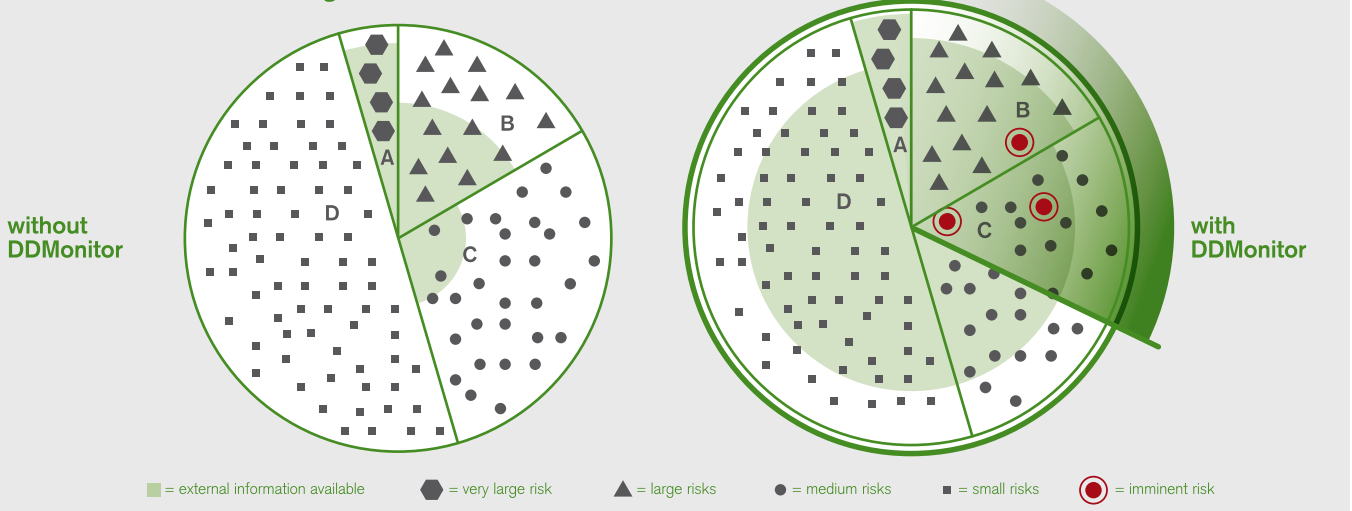 without
DDMonitor
A
B
C
D
A
B
C
D
with
DDMonitor
= external information available
= very large risk
= large risks
= medium risks
= small risks
= imminent risk